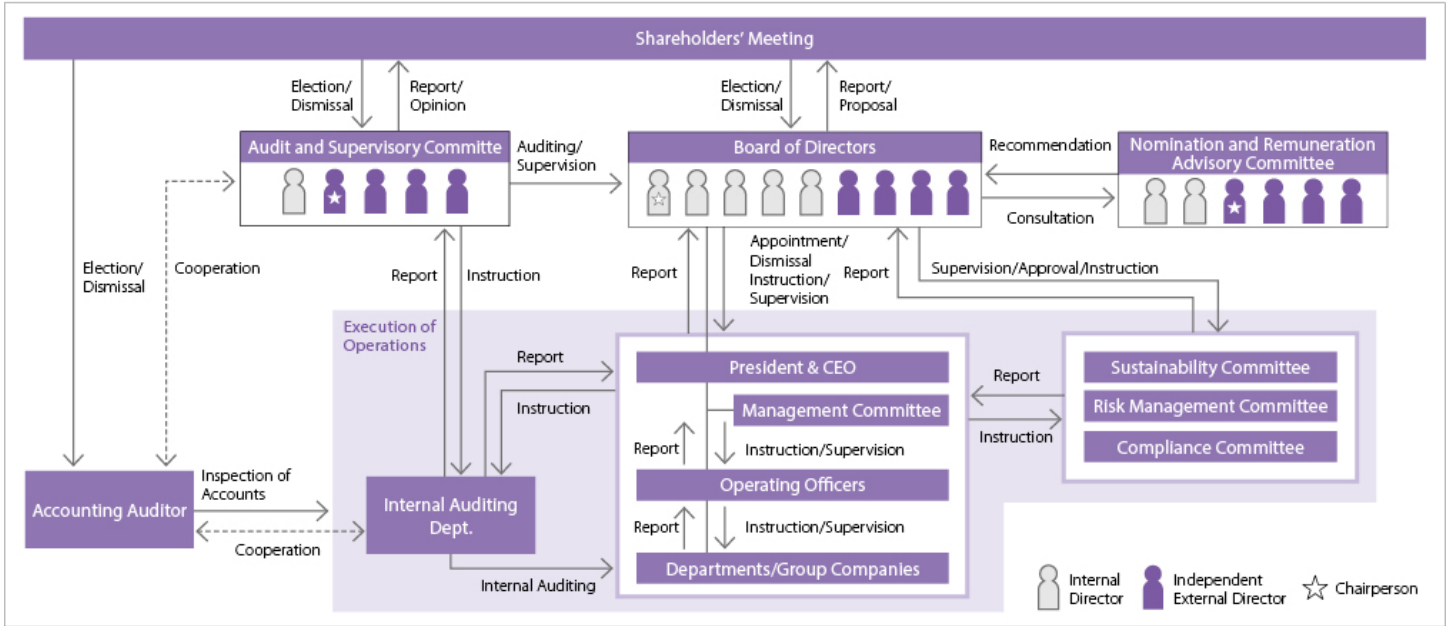 Shareholders' Meeting
Election/
Dismissal
Report/
Opinion
Election/
Dismissal
Report/
Proposal
Audit and Supervisory Committe
Auditing/
Supervision
Board of Directors
Recommendation
Nomination and Remuneration
Advisory Committee
Consultation
Election/
Dismissal
Cooperation
Report
Instruction
Report
Appointment/
Dismissal
Instruction/
Supervision
Report
Supervision/Approval/Instruction
Execution of
Operations
Report
Instruction
President & CEO
Management Committee
Report
Instruction/Supervision
Operating Officers
Report
Instruction/Supervision
Departments/Group Companies
Report
Instruction
Sustainability Committee
Risk Management Committee
Compliance Committee
Accounting Auditor
Inspection of
Accounts
Cooperation
Internal Auditing
Dept.
Internal Auditing
Internal
Director
Independent
External Director
Chairperson